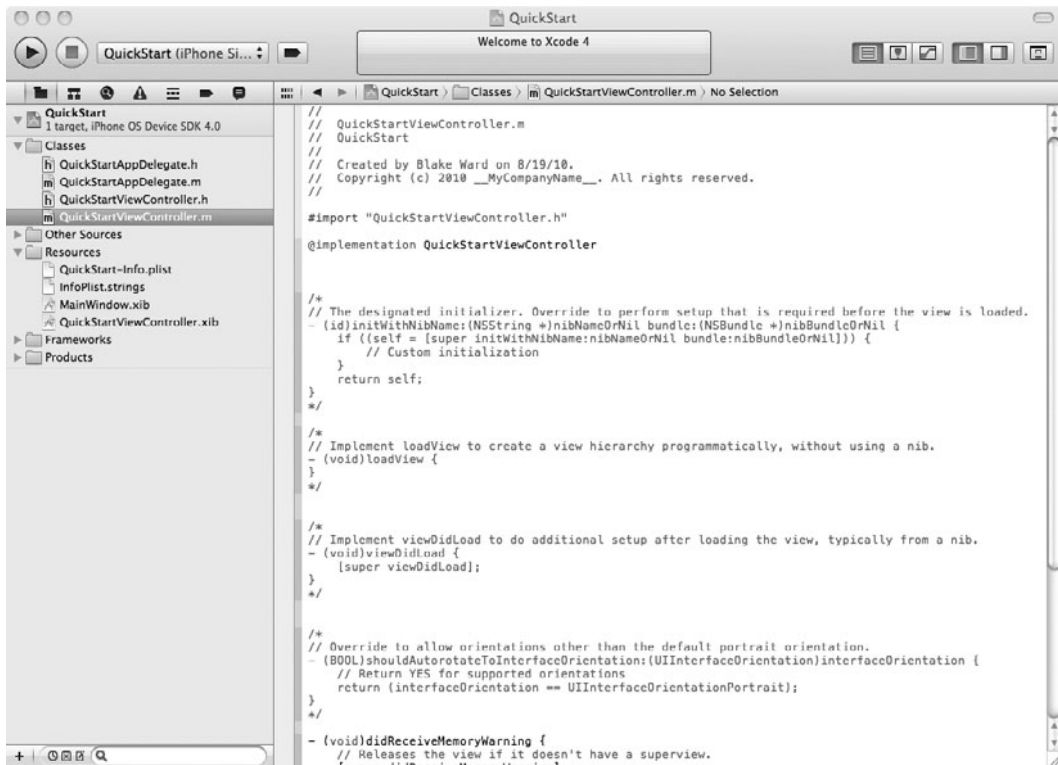 QuickStart
QuickStart (iPhone Si...
Welcome to Xcode 4
QuickStart
1 target, iPhone OS Device SDK 4.0
Classes
h QuickStartAppDelegate.h
m QuickStartAppDelegate.m
h QuickStartViewController.h
m QuickStartViewController.m
Other Sources
Resources
QuickStart-Info.plist
InfoPlist.strings
MainWindow.xib
QuickStartViewController.xib
Frameworks
Products
QuickStart Classes m QuickStartViewController.m No Selection
//
//  QuickStartViewController.m
//  QuickStart
//
//  Created by Blake Ward on 8/19/10.
//  Copyright (c) 2010 __MyCompanyName__. All rights reserved.
//
#import "QuickStartViewController.h"
@implementation QuickStartViewController
/*
// The designated initializer. Override to perform setup that is required before the view is loaded.
- (id)initWithNibName:(NSString *)nibNameOrNil bundle:(NSBundle *)nibBundleOrNil {
if ((self = [super initWithNibName:nibNameOrNil bundle:nibBundleOrNil])) {
// Custom initialization
}
return self;
}
*/
/*
// Implement loadView to create a view hierarchy programmatically, without using a nib.
- (void)loadView {
}
*/
/*
// Implement viewDidLoad to do additional setup after loading the view, typically from a nib.
- (void)viewDidLoad {
[super viewDidLoad];
}
*/
/*
// Override to allow orientations other than the default portrait orientation.
- (BOOL)shouldAutorotateToInterfaceOrientation:(UIInterfaceOrientation)interfaceOrientation {
// Return YES for supported orientations
return (interfaceOrientation == UIInterfaceOrientationPortrait);
}
*/
- (void)didReceiveMemoryWarning {
// Releases the view if it doesn't have a superview.